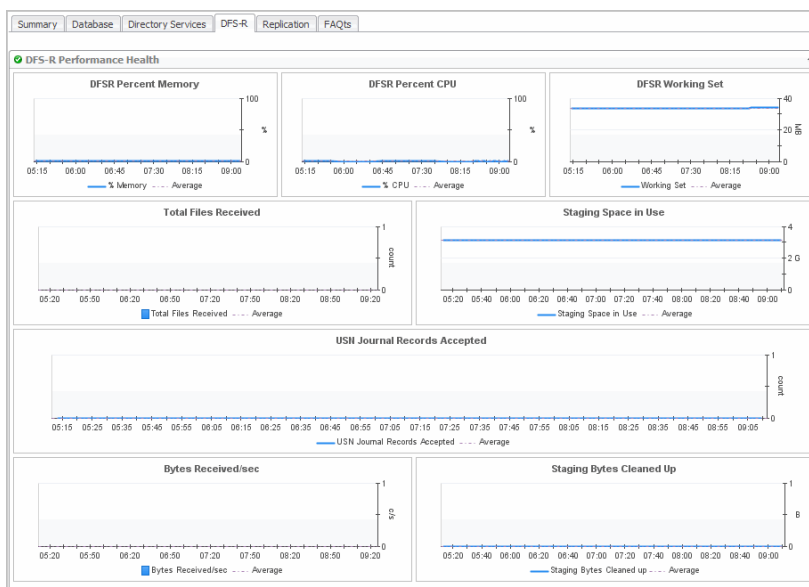 Summary Database Directory Services DFS-R Replication FAQts
DFS-R Performance Health
DFSR Percent Memory
100
%
0
05:15 06:00 06:45 07:30 08:15 09:00
% Memory Average
DFSR Percent CPU
100
%
0
05:15 06:00 06:45 07:30 08:15 09:00
% CPU Average
DFSR Working Set
40
20
MB
0
05:15 06:00 06:45 07:30 08:15 09:00
Working Set Average
Total Files Received
1
count
0
05:20 05:50 06:20 06:50 07:20 07:50 08:20 08:50 09:20
Total Files Received Average
Staging Space in Use
4
2 G
0
05:20 05:40 06:00 06:20 06:40 07:00 07:20 07:40 08:00 08:20 08:40 09:00
Staging Space in Use Average
USN Journal Records Accepted
1
count
0
05:15 05:25 05:35 05:45 05:55 06:05 06:15 06:25 06:35 06:45 06:55 07:05 07:15 07:25 07:35 07:45 07:55 08:05 08:15 08:25 08:35 08:45 08:55 09:05
USN Journal Records Accepted Average
Bytes Received/sec
1
c/s
0
05:20 05:50 06:20 06:50 07:20 07:50 08:20 08:50 09:20
Bytes Received/sec Average
Staging Bytes Cleaned Up
1
B
0
05:20 05:40 06:00 06:20 06:40 07:00 07:20 07:40 08:00 08:20 08:40 09:00
Staging Bytes Cleaned up Average